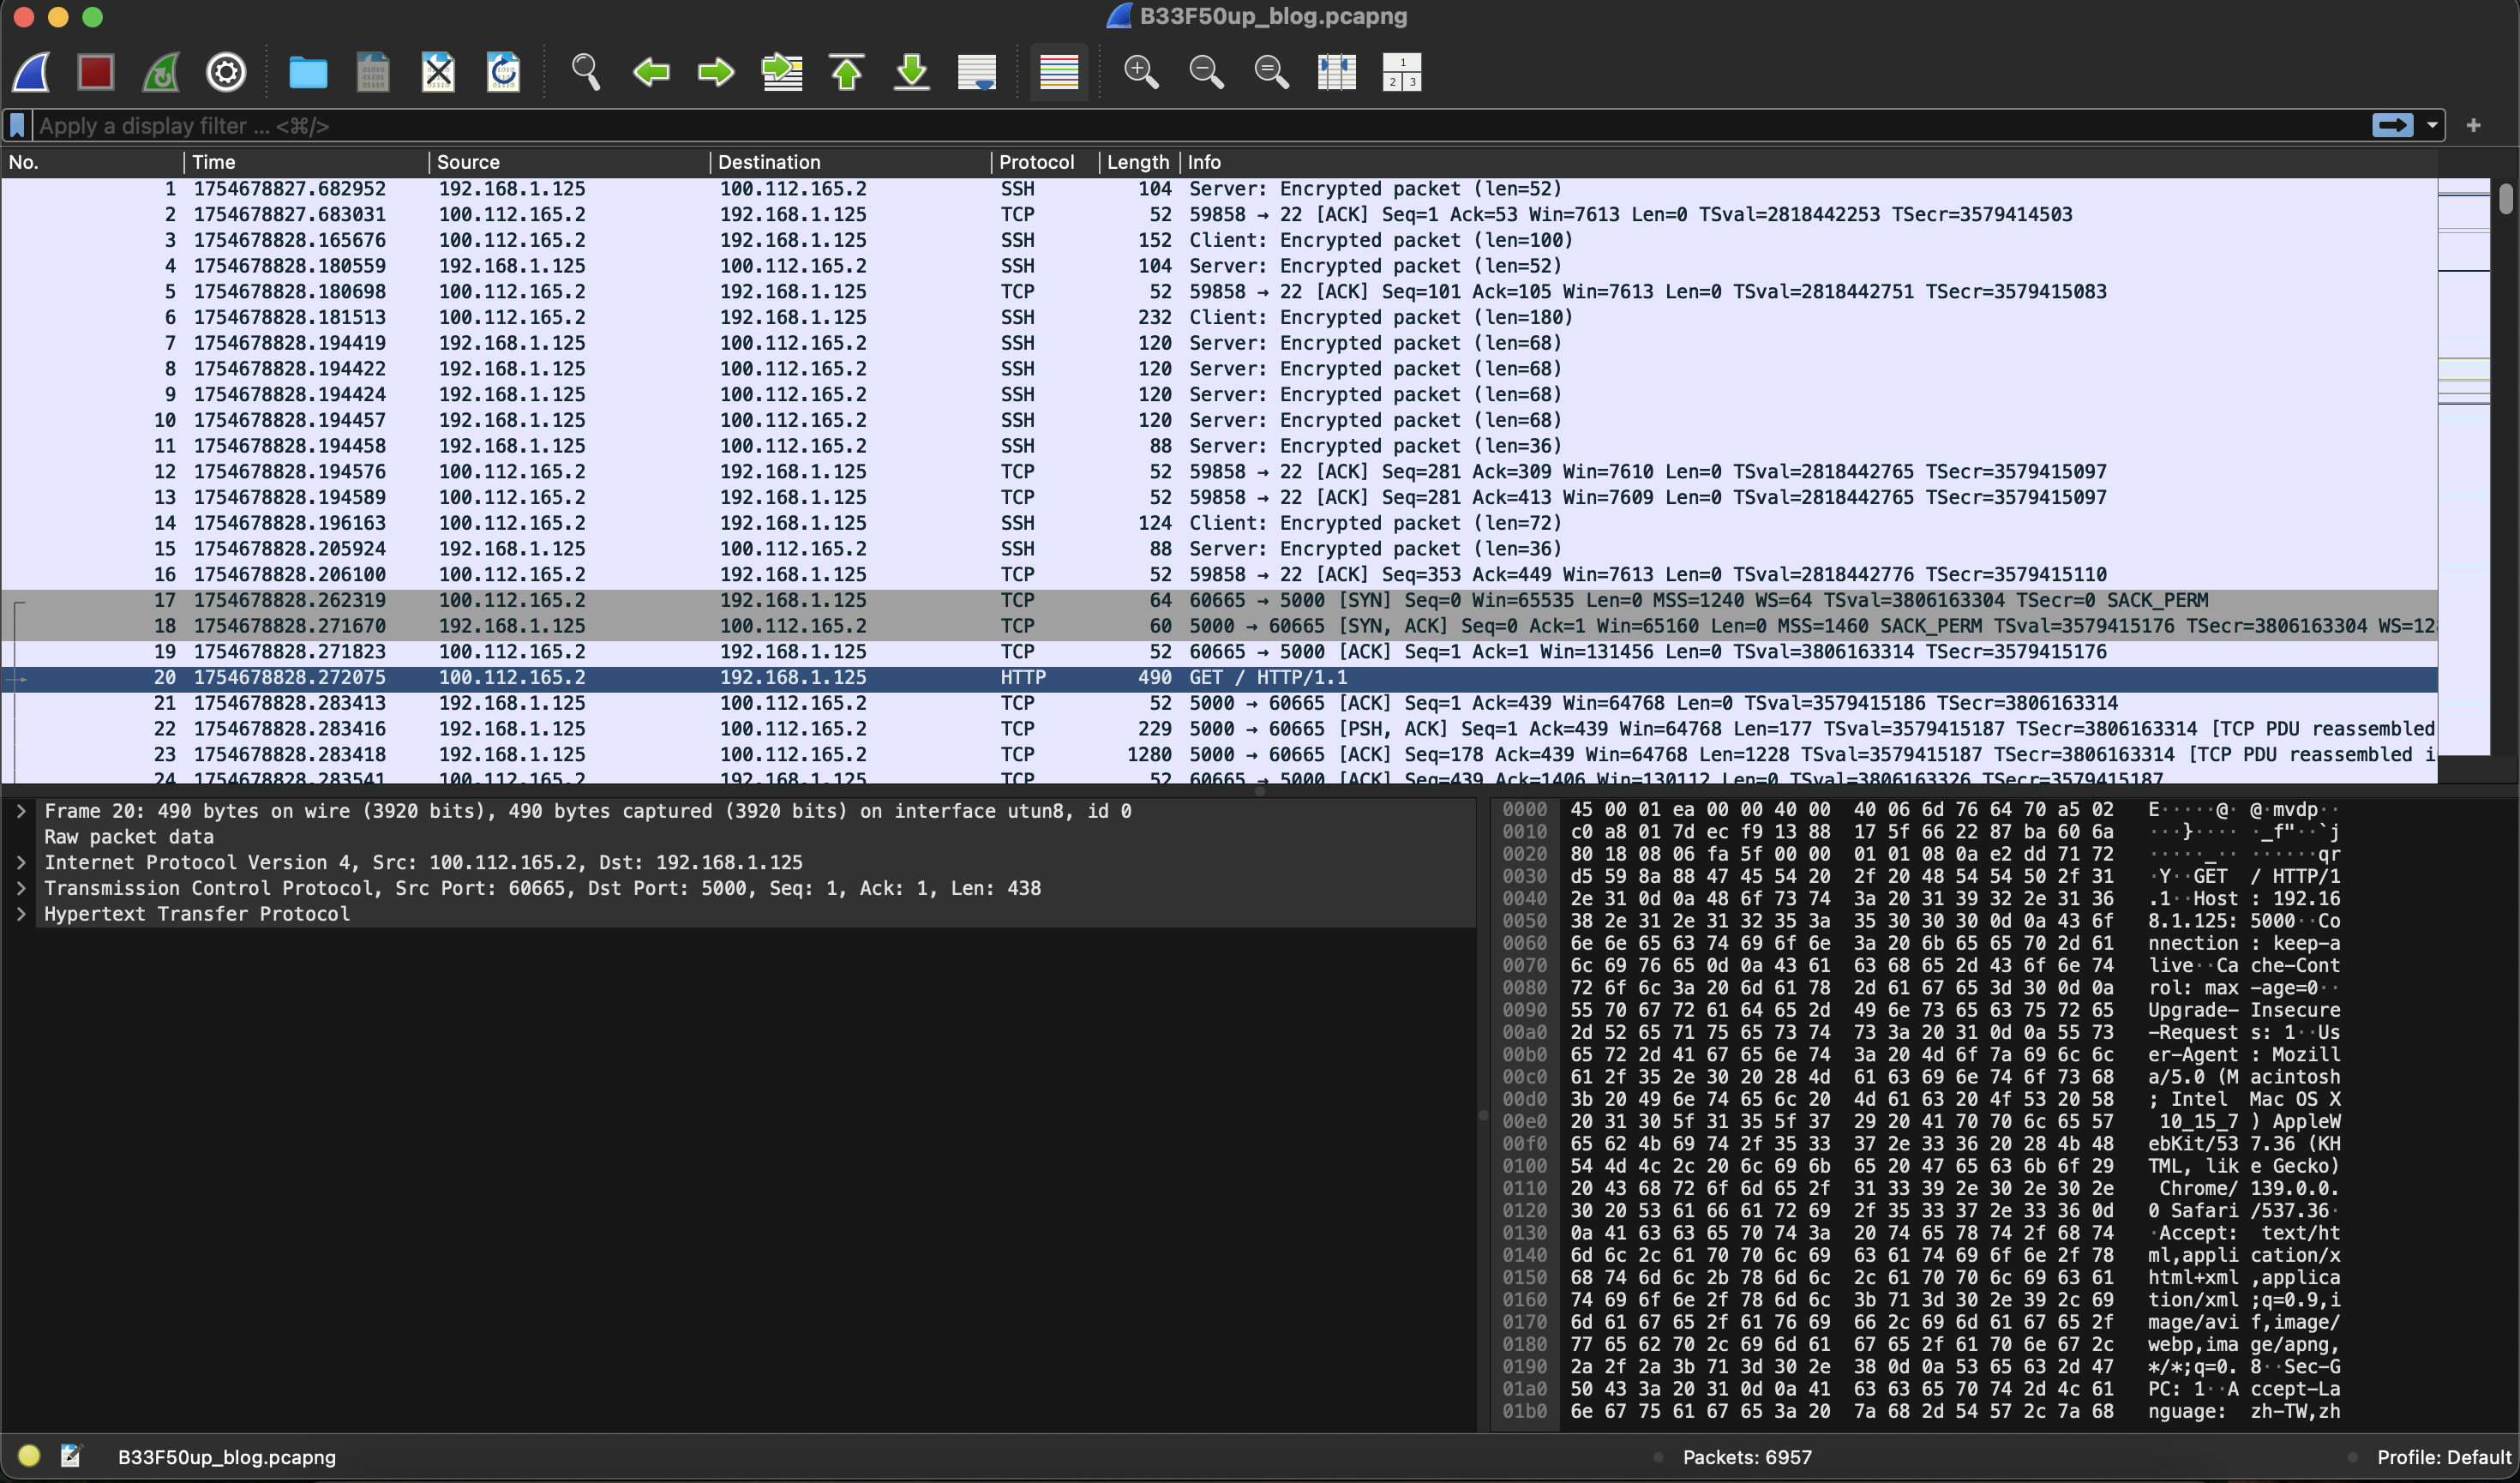 B33F50up_blog.pcapng
Apply a display filter ... <⌘/>
No. Time Source Destination Protocol Length Info
1 1754678827.682952 192.168.1.125 100.112.165.2 SSH 104 Server: Encrypted packet (len=52)
2 1754678827.683031 100.112.165.2 192.168.1.125 TCP 52 59858 → 22 [ACK] Seq=1 Ack=53 Win=7613 Len=0 TSval=2818442253 TSecr=3579414503
3 1754678828.165676 100.112.165.2 192.168.1.125 SSH 152 Client: Encrypted packet (len=100)
4 1754678828.180559 192.168.1.125 100.112.165.2 SSH 104 Server: Encrypted packet (len=52)
5 1754678828.180698 100.112.165.2 192.168.1.125 TCP 52 59858 → 22 [ACK] Seq=101 Ack=105 Win=7613 Len=0 TSval=2818442751 TSecr=3579415083
6 1754678828.181513 100.112.165.2 192.168.1.125 SSH 232 Client: Encrypted packet (len=180)
7 1754678828.194419 192.168.1.125 100.112.165.2 SSH 120 Server: Encrypted packet (len=68)
8 1754678828.194422 192.168.1.125 100.112.165.2 SSH 120 Server: Encrypted packet (len=68)
9 1754678828.194424 192.168.1.125 100.112.165.2 SSH 120 Server: Encrypted packet (len=68)
10 1754678828.194457 192.168.1.125 100.112.165.2 SSH 120 Server: Encrypted packet (len=68)
11 1754678828.194458 192.168.1.125 100.112.165.2 SSH 88 Server: Encrypted packet (len=36)
12 1754678828.194576 100.112.165.2 192.168.1.125 TCP 52 59858 → 22 [ACK] Seq=281 Ack=309 Win=7610 Len=0 TSval=2818442765 TSecr=3579415097
13 1754678828.194589 100.112.165.2 192.168.1.125 TCP 52 59858 → 22 [ACK] Seq=281 Ack=413 Win=7609 Len=0 TSval=2818442765 TSecr=3579415097
14 1754678828.196163 100.112.165.2 192.168.1.125 SSH 124 Client: Encrypted packet (len=72)
15 1754678828.205924 192.168.1.125 100.112.165.2 SSH 88 Server: Encrypted packet (len=36)
16 1754678828.206100 100.112.165.2 192.168.1.125 TCP 52 59858 → 22 [ACK] Seq=353 Ack=449 Win=7613 Len=0 TSval=2818442776 TSecr=3579415110
17 1754678828.262319 100.112.165.2 192.168.1.125 TCP 64 60665 → 5000 [SYN] Seq=0 Win=65535 Len=0 MSS=1240 WS=64 TSval=3806163304 TSecr=0 SACK_PERM
18 1754678828.271670 192.168.1.125 100.112.165.2 TCP 60 5000 → 60665 [SYN, ACK] Seq=0 Ack=1 Win=65160 Len=0 MSS=1460 SACK_PERM TSval=3579415176 TSecr=3806163304 WS=12
19 1754678828.271823 100.112.165.2 192.168.1.125 TCP 52 60665 → 5000 [ACK] Seq=1 Ack=1 Win=131456 Len=0 TSval=3806163314 TSecr=3579415176
20 1754678828.272075 100.112.165.2 192.168.1.125 HTTP 490 GET / HTTP/1.1
21 1754678828.283413 192.168.1.125 100.112.165.2 TCP 52 5000 → 60665 [ACK] Seq=1 Ack=439 Win=64768 Len=0 TSval=3579415186 TSecr=3806163314
22 1754678828.283416 192.168.1.125 100.112.165.2 TCP 229 5000 → 60665 [PSH, ACK] Seq=1 Ack=439 Win=64768 Len=177 TSval=3579415187 TSecr=3806163314 [TCP PDU reassembled
23 1754678828.283418 192.168.1.125 100.112.165.2 TCP 1280 5000 → 60665 [ACK] Seq=178 Ack=439 Win=64768 Len=1228 TSval=3579415187 TSecr=3806163314 [TCP PDU reassembled i
24 1754678828.283541 100.112.165.2 192.168.1.125 TCP 52 60665 → 5000 [ACK] Seq=439 Ack=1406 Win=130112 Len=0 TSval=3806163326 TSecr=3579415187
Frame 20: 490 bytes on wire (3920 bits), 490 bytes captured (3920 bits) on interface utun8, id 0
Raw packet data
Internet Protocol Version 4, Src: 100.112.165.2, Dst: 192.168.1.125
Transmission Control Protocol, Src Port: 60665, Dst Port: 5000, Seq: 1, Ack: 1, Len: 438
Hypertext Transfer Protocol
0000 45 00 01 ea 00 00 40 00 40 06 6d 76 64 70 a5 02 E·····@· @·mvdp··
0010 c0 a8 01 7d ec f9 13 88 17 5f 66 22 87 ba 60 6a ···}···· ·_f"··`j
0020 80 18 08 06 fa 5f 00 00 01 01 08 0a e2 dd 71 72 ·····_·· ······qr
0030 d5 59 8a 88 47 45 54 20 2f 20 48 54 54 50 2f 31 ·Y··GET / HTTP/1
0040 2e 31 0d 0a 48 6f 73 74 3a 20 31 39 32 2e 31 36 .1··Host : 192.16
0050 38 2e 31 2e 31 32 35 3a 35 30 30 30 0d 0a 43 6f 8.1.125: 5000··Co
0060 6e 6e 65 63 74 69 6f 6e 3a 20 6b 65 65 70 2d 61 nnection : keep-a
0070 6c 69 76 65 0d 0a 43 61 63 68 65 2d 43 6f 6e 74 live··Ca che-Cont
0080 72 6f 6c 3a 20 6d 61 78 2d 61 67 65 3d 30 0d 0a rol: max -age=0··
0090 55 70 67 72 61 64 65 2d 49 6e 73 65 63 75 72 65 Upgrade- Insecure
00a0 2d 52 65 71 75 65 73 74 73 3a 20 31 0d 0a 55 73 -Request s: 1··Us
00b0 65 72 2d 41 67 65 6e 74 3a 20 4d 6f 7a 69 6c 6c er-Agent : Mozill
00c0 61 2f 35 2e 30 20 28 4d 61 63 69 6e 74 6f 73 68 a/5.0 (M acintosh
00d0 3b 20 49 6e 74 65 6c 20 4d 61 63 20 4f 53 20 58 ; Intel Mac OS X
00e0 20 31 30 5f 31 35 5f 37 29 20 41 70 70 6c 65 57 10_15_7 ) AppleW
00f0 65 62 4b 69 74 2f 35 33 37 2e 33 36 20 28 4b 48 ebKit/53 7.36 (KH
0100 54 4d 4c 2c 20 6c 69 6b 65 20 47 65 63 6b 6f 29 TML, lik e Gecko)
0110 20 43 68 72 6f 6d 65 2f 31 33 39 2e 30 2e 30 2e Chrome/ 139.0.0.
0120 30 20 53 61 66 61 72 69 2f 35 33 37 2e 33 36 0d 0 Safari /537.36·
0130 0a 41 63 63 65 70 74 3a 20 74 65 78 74 2f 68 74 ·Accept: text/ht
0140 6d 6c 2c 61 70 70 6c 69 63 61 74 69 6f 6e 2f 78 ml,appli cation/x
0150 68 74 6d 6c 2b 78 6d 6c 2c 61 70 70 6c 69 63 61 html+xml ,applica
0160 74 69 6f 6e 2f 78 6d 6c 3b 71 3d 30 2e 39 2c 69 tion/xml ;q=0.9,i
0170 6d 61 67 65 2f 61 76 69 66 2c 69 6d 61 67 65 2f mage/avi f,image/
0180 77 65 62 70 2c 69 6d 61 67 65 2f 61 70 6e 67 2c webp,ima ge/apng,
0190 2a 2f 2a 3b 71 3d 30 2e 38 0d 0a 53 65 63 2d 47 */*;q=0. 8··Sec-G
01a0 50 43 3a 20 31 0d 0a 41 63 63 65 70 74 2d 4c 61 PC: 1··A ccept-La
01b0 6e 67 75 61 67 65 3a 20 7a 68 2d 54 57 2c 7a 68 nguage: zh-TW,zh
B33F50up_blog.pcapng Packets: 6957 Profile: Default